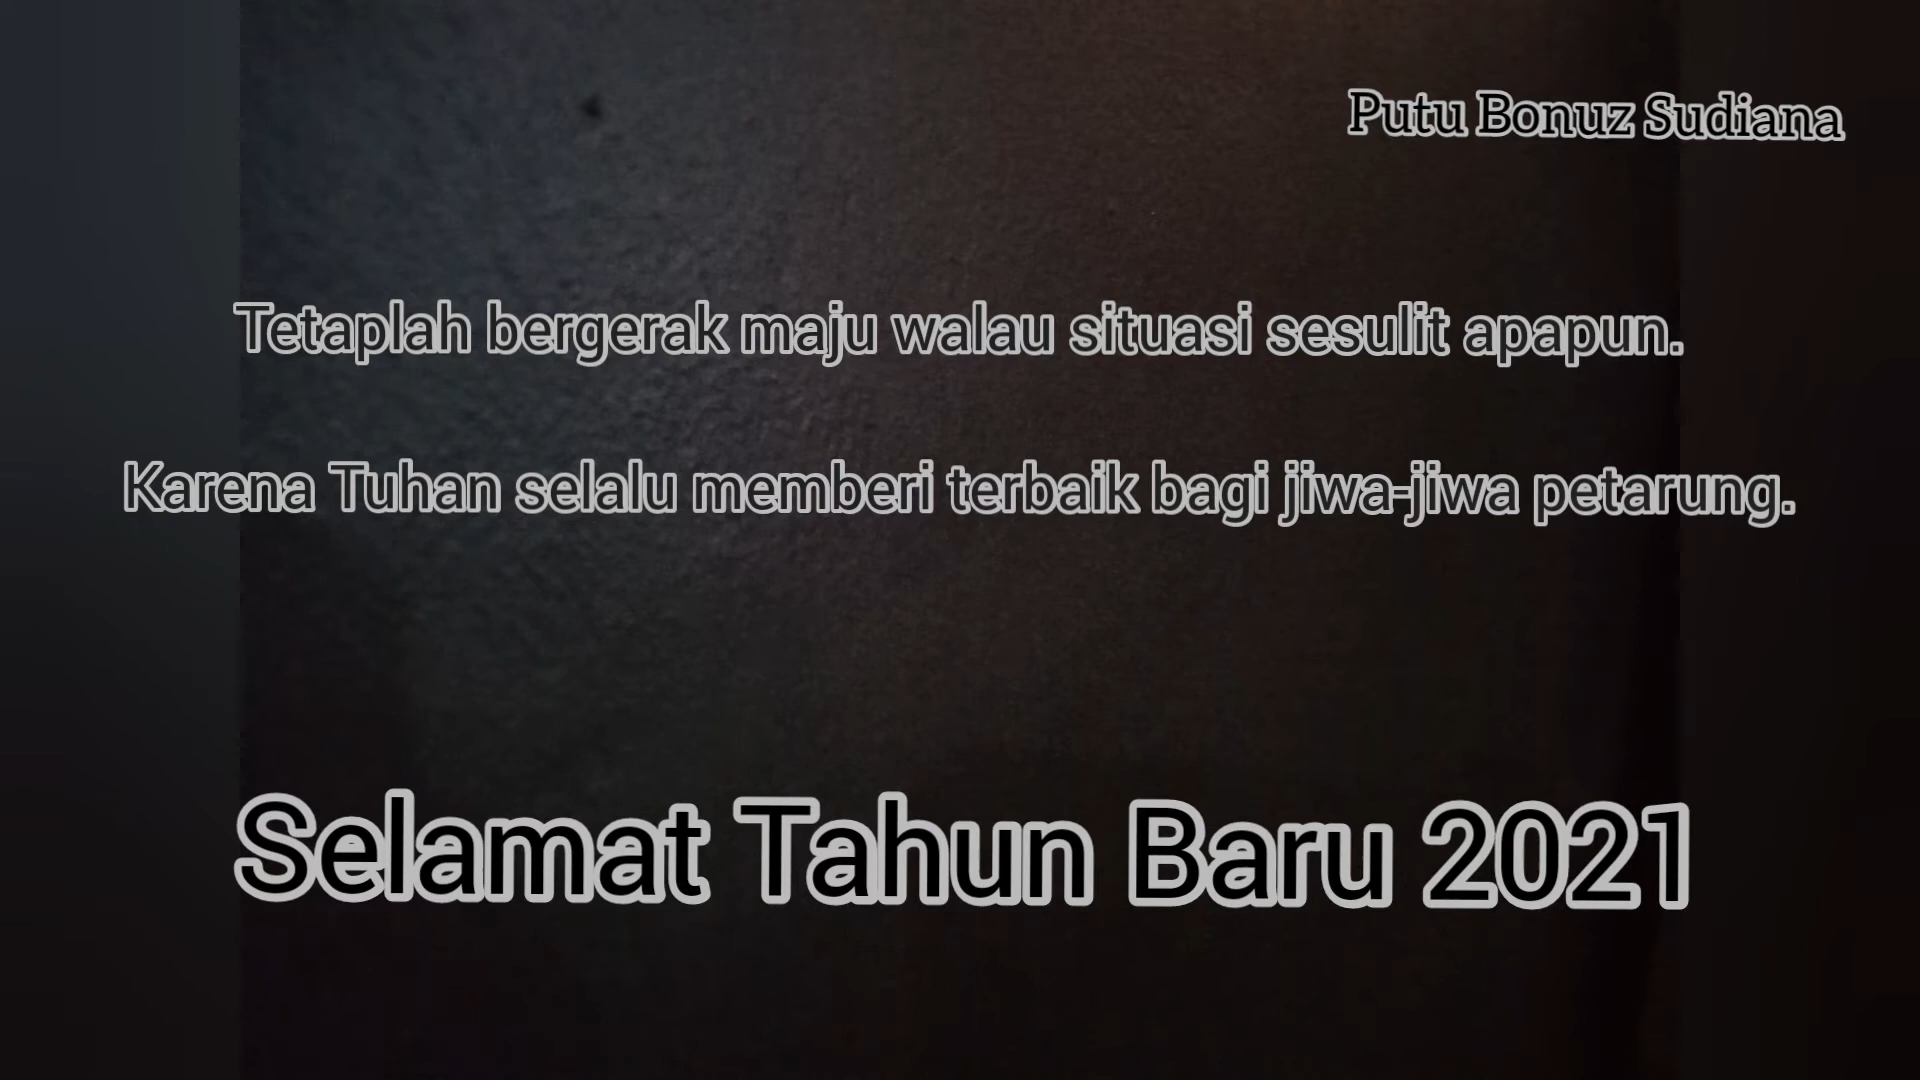 Putu Bonuz Sudiana
Tetaplah bergerak maju walau situasi sesulit apapun.
Karena Tuhan selalu memberi terbaik bagi jiwa-jiwa petarung.
Selamat Tahun Baru 2021